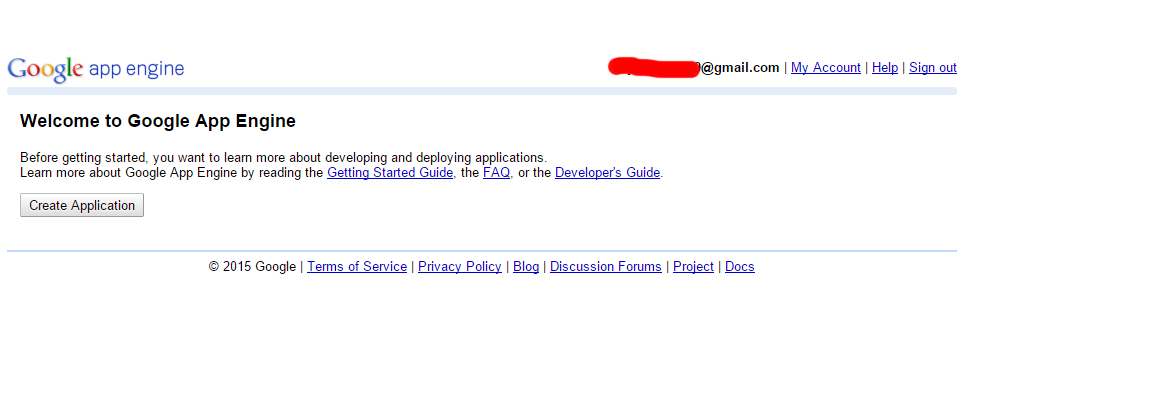 Google app engine
@gmail.com | My Account | Help | Sign out
Welcome to Google App Engine
Before getting started, you want to learn more about developing and deploying applications.
Learn more about Google App Engine by reading the Getting Started Guide, the FAQ, or the Developer's Guide.
Create Application
© 2015 Google | Terms of Service | Privacy Policy | Blog | Discussion Forums | Project | Docs